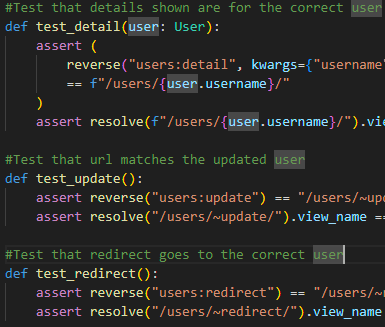 #Test that details shown are for the correct user
def test_detail(user: User):
    assert (
        reverse("users:detail", kwargs={"username"
        == f"/users/{user.username}/"
    )
    assert resolve(f"/users/{user.username}/").vie
#Test that url matches the updated user
def test_update():
    assert reverse("users:update") == "/users/~upd
    assert resolve("/users/~update/").view_name ==
#Test that redirect goes to the correct user
def test_redirect():
    assert reverse("users:redirect") == "/users/~r
    assert resolve("/users/~redirect/").view_name